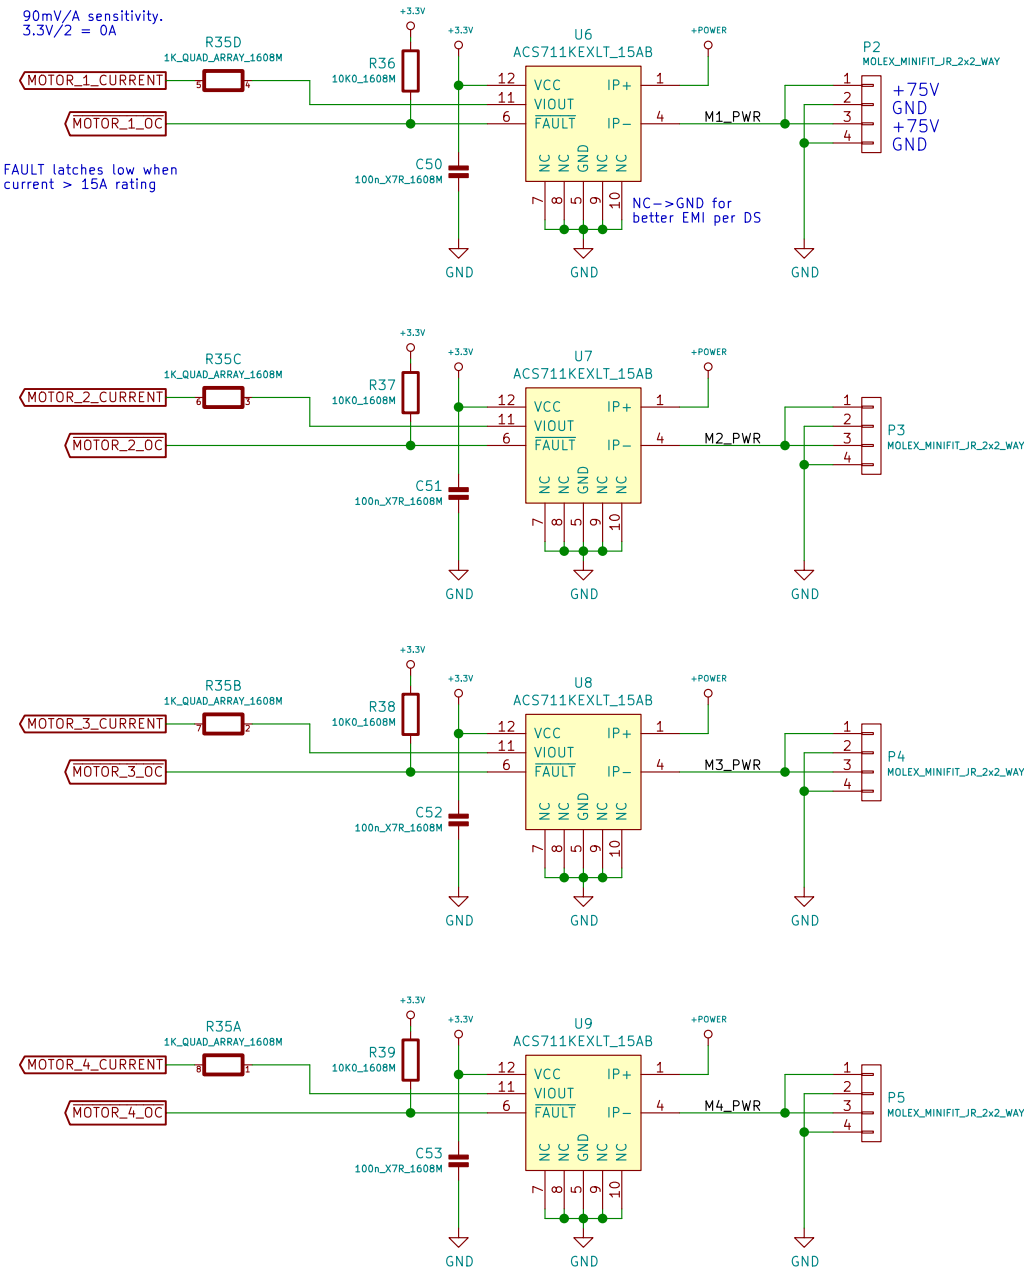 90mV/A sensitivity.
3.3V/2 = 0A
+3.3V
+3.3V
U6
ACS711KEXLT_15AB
+POWER
P2
MOLEX_MINIFIT_JR_2x2_WAY
R35D
1K_QUAD_ARRAY_1608M
R36
10K0_1608M
MOTOR_1_CURRENT
5
4
12
VCC
IP+
1
1
+75V
11
VIOUT
2
GND
MOTOR_1_OC
6
FAULT
IP-
4
M1_PWR
3
+75V
4
GND
FAULT latches low when
current > 15A rating
C50
100n_X7R_1608M
NC
NC
GND
NC
NC
7
8
5
9
10
NC->GND for
better EMI per DS
GND
GND
GND
+3.3V
+3.3V
U7
ACS711KEXLT_15AB
+POWER
R35C
1K_QUAD_ARRAY_1608M
R37
10K0_1608M
MOTOR_2_CURRENT
6
3
12
VCC
IP+
1
1
11
VIOUT
2
P3
MOLEX_MINIFIT_JR_2x2_WAY
MOTOR_2_OC
6
FAULT
IP-
4
M2_PWR
3
4
C51
100n_X7R_1608M
NC
NC
GND
NC
NC
7
8
5
9
10
GND
GND
GND
+3.3V
+3.3V
U8
ACS711KEXLT_15AB
+POWER
R35B
1K_QUAD_ARRAY_1608M
R38
10K0_1608M
MOTOR_3_CURRENT
7
2
12
VCC
IP+
1
1
11
VIOUT
2
P4
MOLEX_MINIFIT_JR_2x2_WAY
MOTOR_3_OC
6
FAULT
IP-
4
M3_PWR
3
4
C52
100n_X7R_1608M
NC
NC
GND
NC
NC
7
8
5
9
10
GND
GND
GND
+3.3V
+3.3V
U9
ACS711KEXLT_15AB
+POWER
R35A
1K_QUAD_ARRAY_1608M
R39
10K0_1608M
MOTOR_4_CURRENT
8
1
12
VCC
IP+
1
1
11
VIOUT
2
P5
MOLEX_MINIFIT_JR_2x2_WAY
MOTOR_4_OC
6
FAULT
IP-
4
M4_PWR
3
4
C53
100n_X7R_1608M
NC
NC
GND
NC
NC
7
8
5
9
10
GND
GND
GND